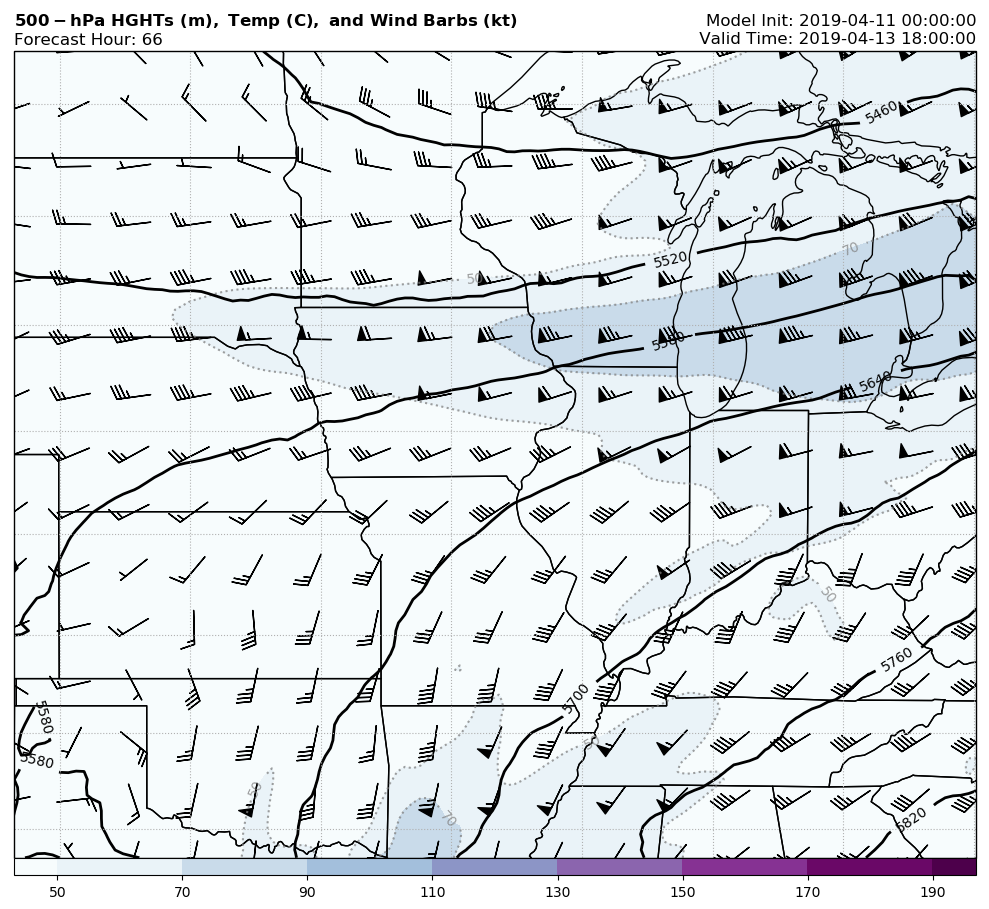 500-hPa HGHTs (m), Temp (C), and Wind Barbs (kt)
Model Init: 2019-04-11 00:00:00
Forecast Hour: 66
Valid Time: 2019-04-13 18:00:00
5460
70
5520
50
5580
5640
50
5760
5700
5580
5580
50
70
5820
50 70 90 110 130 150 170 190